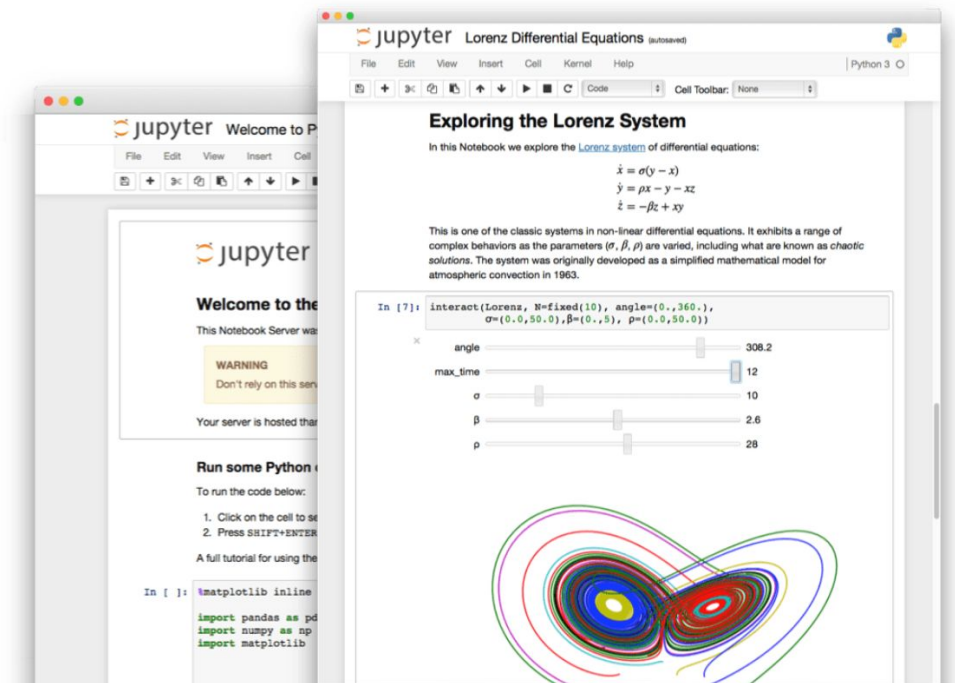 jupyter Lorenz Differential Equations (autosaved)
File Edit View Insert Cell Kernel Help Python 3
Code Cell Toolbar: None
Exploring the Lorenz System
In this Notebook we explore the Lorenz system of differential equations:
ẋ = σ(y − x)
ẏ = ρx − y − xz
ż = −βz + xy
This is one of the classic systems in non-linear differential equations. It exhibits a range of
complex behaviors as the parameters (σ, β, ρ) are varied, including what are known as chaotic
solutions. The system was originally developed as a simplified mathematical model for
atmospheric convection in 1963.
In [7]: interact(Lorenz, N=fixed(10), angle=(0.,360.),
σ=(0.0,50.0),β=(0.,5), ρ=(0.0,50.0))
angle 308.2
max_time 12
σ 10
β 2.6
ρ 28
jupyter Welcome to P
File Edit View Insert Cell
jupyter
Welcome to the
This Notebook Server was
WARNING
Don't rely on this serv
Your server is hosted than
Run some Python
To run the code below:
1. Click on the cell to se
2. Press SHIFT+ENTER
A full tutorial for using the
In [ ]: %matplotlib inline
import pandas as pd
import numpy as np
import matplotlib